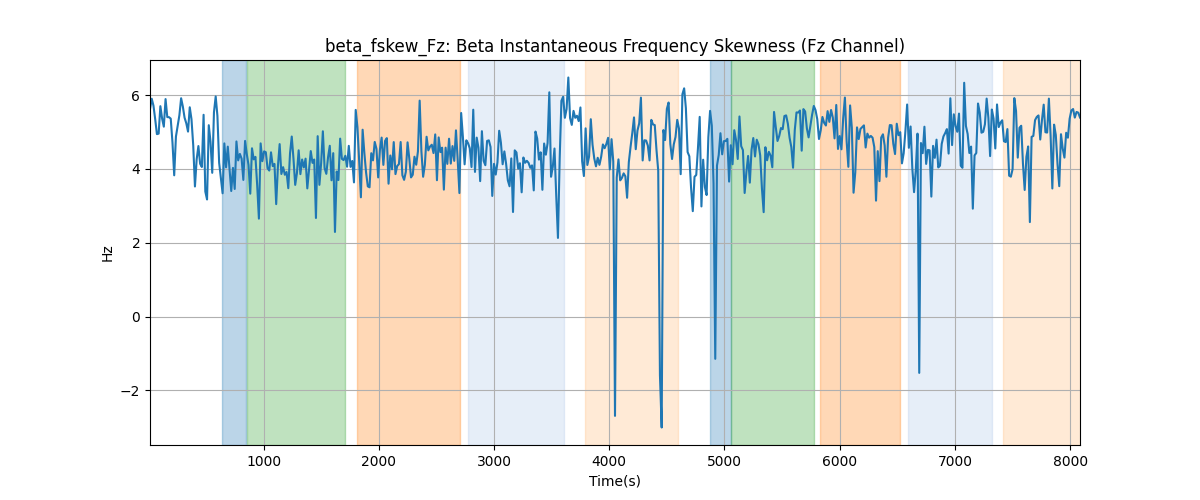 beta_fskew_Fz: Beta Instantaneous Frequency Skewness (Fz Channel)
6
4
2
0
−2
Hz
1000 2000 3000 4000 5000 6000 7000 8000
Time(s)